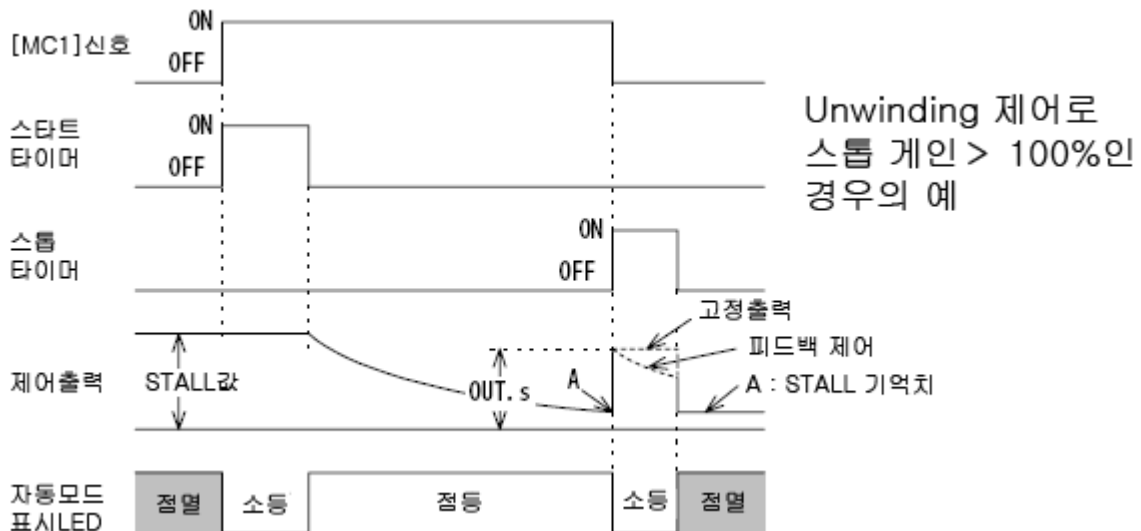 [MC1]신호
ON
OFF
스타트
타이머
ON
OFF
스톱
타이머
ON
OFF
제어출력
STALL값
OUT.s
A
고정출력
피드백 제어
A : STALL 기억치
자동모드
표시LED
점멸
소등
점등
소등
점멸
Unwinding 제어로
스톱 게인 > 100%인
경우의 예